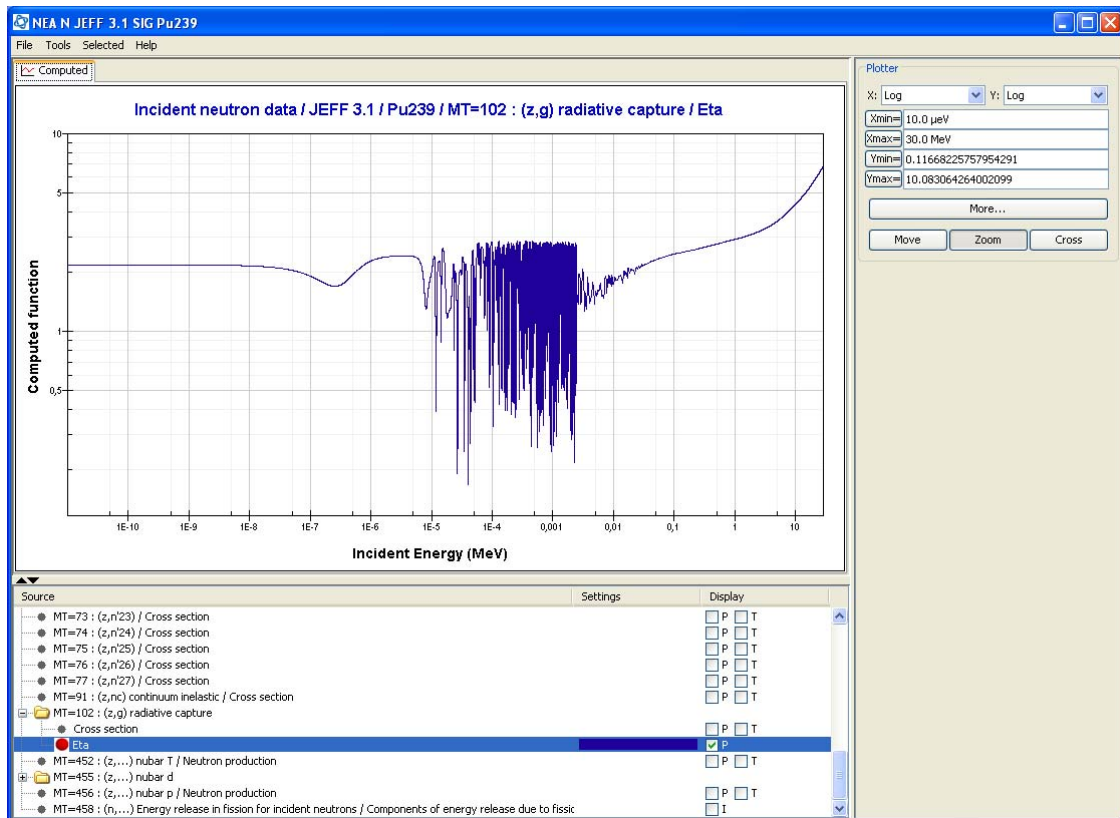 NEA N JEFF 3.1 SIG Pu239
File Tools Selected Help
Computed
Incident neutron data / JEFF 3.1 / Pu239 / MT=102 : (z,g) radiative capture / Eta
10
5
1
0,5
Computed function
1E-10 1E-9 1E-8 1E-7 1E-6 1E-5 1E-4 0,001 0,01 0,1 1 10
Incident Energy (MeV)
Plotter
X: Log Y: Log
Xmin= 10.0 µeV
Xmax= 30.0 MeV
Ymin= 0.11668225757954291
Ymax= 10.083064264002099
More...
Move Zoom Cross
Source Settings Display
MT=73 : (z,n'23) / Cross section P T
MT=74 : (z,n'24) / Cross section P T
MT=75 : (z,n'25) / Cross section P T
MT=76 : (z,n'26) / Cross section P T
MT=77 : (z,n'27) / Cross section P T
MT=91 : (z,nc) continuum inelastic / Cross section P T
MT=102 : (z,g) radiative capture
Cross section P T
Eta P
MT=452 : (z,...) nubar T / Neutron production P T
MT=455 : (z,...) nubar d
MT=456 : (z,...) nubar p / Neutron production P T
MT=458 : (n,...) Energy release in fission for incident neutrons / Components of energy release due to fissic I